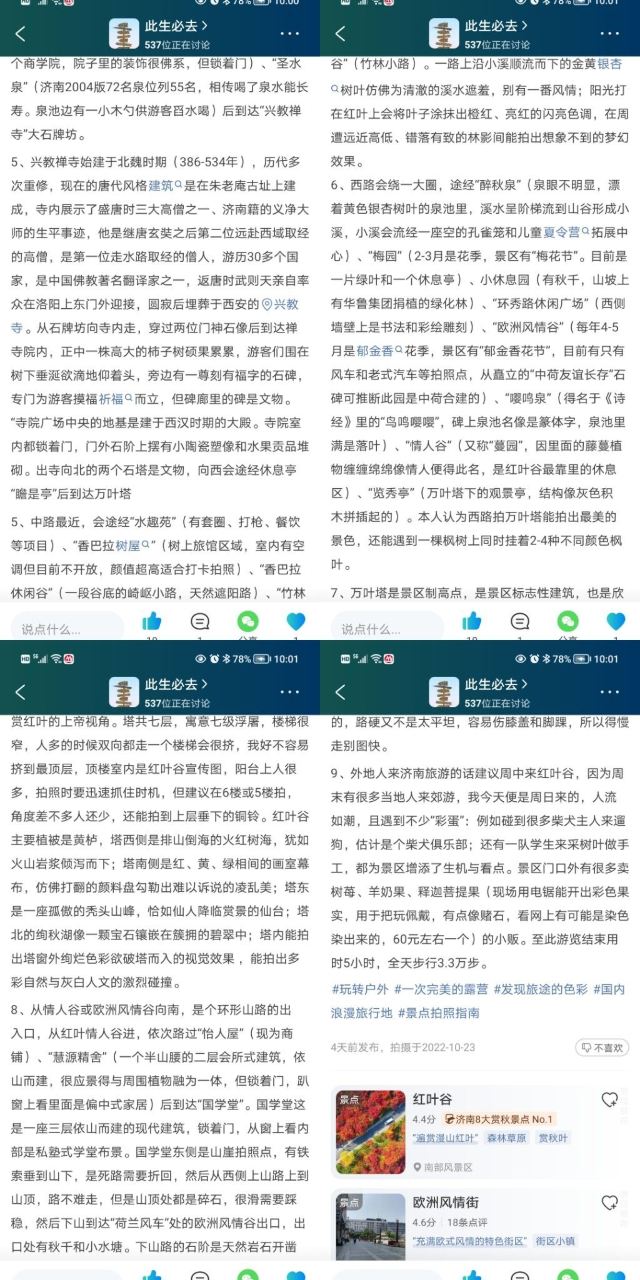 78% 10:00
此生必去
537位正在讨论
个商学院，院子里的装饰很佛系，但锁着门）、“圣水
泉”（济南2004版72名泉位列55名，相传喝了泉水能长
寿。泉池边有一小木勺供游客舀水喝）后到达“兴教禅
寺”大石牌坊。
5、兴教禅寺始建于北魏时期（386-534年），历代多
次重修，现在的唐代风格建筑是在朱老庵古址上建
成，寺内展示了盛唐时三大高僧之一、济南籍的义净大
师的生平事迹，他是继唐玄奘之后第二位远赴西域取经
的高僧，是第一位走水路取经的僧人，游历30多个国
家，是中国佛教著名翻译家之一，返唐时武则天亲自率
众在洛阳上东门外迎接，圆寂后埋葬于西安的兴教
寺。从石牌坊向寺内走，穿过两位门神石像后到达禅
寺院内，正中一株高大的柿子树硕果累累，游客们围在
树下垂涎欲滴地仰着头，旁边有一尊刻有福字的石碑，
专门为游客摸福祈福而立，但碑廊里的碑是文物。
“寺院广场中央的地基是建于西汉时期的大殿。寺院室
内都锁着门，门外石阶上摆有小陶瓷塑像和水果贡品堆
砌。出寺向北的两个石塔是文物，向西会途经休息亭
“瞻是亭”后到达万叶塔
5、中路最近，会途经“水趣苑”（有套圈、打枪、餐饮
等项目）、“香巴拉树屋”（树上旅馆区域，室内有空
调但目前不开放，颜值超高适合打卡拍照）、“香巴拉
休闲谷”（一段谷底的崎岖小路，天然遮阳路）、“竹林
说点什么...
78% 10:01
此生必去
537位正在讨论
谷”（竹林小路）。一路上沿小溪顺流而下的金黄银杏
树叶仿佛为清澈的溪水遮羞，别有一番风情；阳光打
在红叶上会将叶子涂抹出橙红、亮红的闪亮色调，在周
遭远近高低、错落有致的林影间能拍出想象不到的梦幻
效果。
6、西路会绕一大圈，途经“醉秋泉”（泉眼不明显，漂
着黄色银杏树叶的泉池里，溪水呈阶梯流到山谷形成小
溪，小溪会流经一座空的孔雀笼和儿童夏令营拓展中
心）、“梅园”（2-3月是花季，景区有“梅花节”。目前是
一片绿叶和一个休息亭）、小休息园（有秋千，山坡上
有华鲁集团捐植的绿化林）、“环秀路休闲广场”（西侧
墙壁上是书法和彩绘雕刻）、“欧洲风情谷”（每年4-5
月是郁金香花季，景区有“郁金香花节”，目前都只有
风车和老式汽车等拍照点，从矗立的“中荷友谊长存”石
碑可推断此园是中荷合建的）、“嘤鸣泉”（得名于《诗
经》里的“鸟鸣嘤嘤”，碑上泉池名像是篆体字，泉池里
满是落叶）、“情人谷”（又称“蔓园”，因里面的藤蔓植
物缠缠绵绵像情人便得此名，是红叶谷最靠里的休息
区）、“览秀亭”（万叶塔下的观景亭，结构像灰色积
木拼插起的）。本人认为西路拍万叶塔能拍出最美的
景色，还能遇到一棵枫树上同时挂着2-4种不同颜色枫
叶。
7、万叶塔是景区制高点，是景区标志性建筑，也是欣
说点什么...
78% 10:01
此生必去
537位正在讨论
赏红叶的上帝视角。塔共七层，寓意七级浮屠，楼梯很
窄，人多的时候双向都走一个楼梯会很挤，我好不容易
挤到最顶层，顶楼室内是红叶谷宣传图，阳台上人很
多，拍照时要迅速抓住时机，但建议在6楼或5楼拍，
角度差不多人还少，还能拍到上层垂下的铜铃。红叶谷
主要植被是黄栌，塔西侧是排山倒海的火红树海，犹如
火山岩浆倾泻而下；塔南侧是红、黄、绿相间的画室幕
布，仿佛打翻的颜料盘勾勒出难以诉说的凌乱美；塔东
是一座孤傲的秃头山峰，恰如仙人降临赏景的仙台；塔
北的绚秋湖像一颗宝石镶嵌在簇拥的碧翠中；塔内能拍
出塔窗外绚烂色彩欲破塔而入的视觉效果 ，能拍出多
彩自然与灰白人文的激烈碰撞。
8、从情人谷或欧洲风情谷向南，是个环形山路的出
入口，从红叶情人谷进，依次路过“怡人屋”（现为商
铺）、“慧源精舍”（一个半山腰的二层会所式建筑，依
山而建，很应景得与周围植物融为一体，但锁着门，趴
窗上看里面是偏中式家居）后到达“国学堂”。国学堂这
是一座三层依山而建的现代建筑，锁着门，从窗上看内
部是私塾式学堂布景。国学堂东侧是山崖拍照点，有铁
索垂到山下，是死路需要折回，然后从西侧上山路上到
山顶，路不难走，但是山顶处都是碎石，很滑需要踩
稳，然后下山到达“荷兰风车”处的欧洲风情谷出口，出
口处有秋千和小水塘。下山路的石阶是天然岩石开凿
78% 10:01
此生必去
537位正在讨论
的，路硬又不是太平坦，容易伤膝盖和脚踝，所以得慢
走别图快。
9、外地人来济南旅游的话建议周中来红叶谷，因为周
末有很多当地人来郊游，我今天便是周日来的，人流
如潮，且遇到不少“彩蛋”：例如碰到很多柴犬主人来遛
狗，估计是个柴犬俱乐部；还有一队学生来采树叶做手
工，都为景区增添了生机与看点。景区门口外有很多卖
树莓、羊奶果、释迦菩提果（现场用电锯能开出彩色果
实，用于把玩佩戴，有点像赌石，看网上有可能是染色
染出来的，60元左右一个）的小贩。至此游览结束用
时5小时，全天步行3.3万步。
#玩转户外 #一次完美的露营 #发现旅途的色彩 #国内
浪漫旅行地 #景点拍照指南
4天前发布，拍摄于2022-10-23
不喜欢
景点
红叶谷
4.4分 济南8大赏秋景点 No.1
“遍赏漫山红叶” 森林草原 赏秋叶
南部风景区
景点
欧洲风情街
4.6分 18条点评
“充满欧式风情的特色街区” 街区小镇